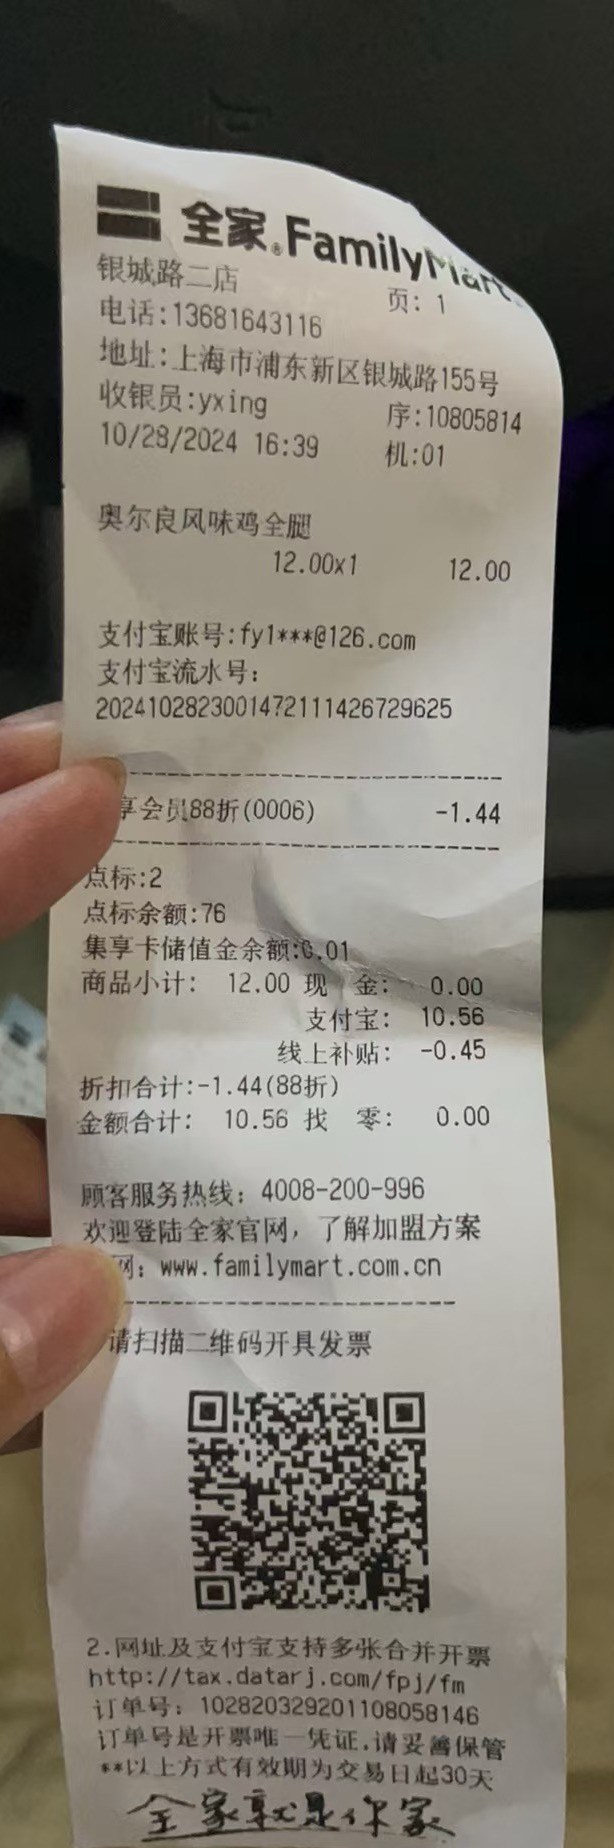 全家®FamilyMart
银城路二店 页: 1
电话:13681643116
地址:上海市浦东新区银城路155号
收银员:yxing 序:10805814
10/28/2024 16:39 机:01
奥尔良风味鸡全腿
12.00x1 12.00
支付宝账号:fy1***@126.com
支付宝流水号:
2024102823001472111426729625
享会员88折(0006) -1.44
点标:2
点标余额:76
集享卡储值金余额:0.01
商品小计: 12.00 现 金: 0.00
支付宝: 10.56
线上补贴: -0.45
折扣合计:-1.44(88折)
金额合计: 10.56 找 零: 0.00
顾客服务热线: 4008-200-996
欢迎登陆全家官网, 了解加盟方案
网: www.familymart.com.cn
请扫描二维码开具发票
2.网址及支付宝支持多张合并开票
http://tax.datarj.com/fpj/fm
订单号: 102820329201108058146
订单号是开票唯一凭证,请妥善保管
**以上方式有效期为交易日起30天
全家就是你家